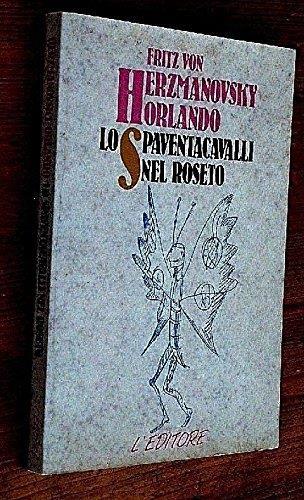 FRITZ VON
HERZMANOVSKY
ORLANDO
LO SPAVENTACAVALLI
NEL ROSETO
L'EDITORE